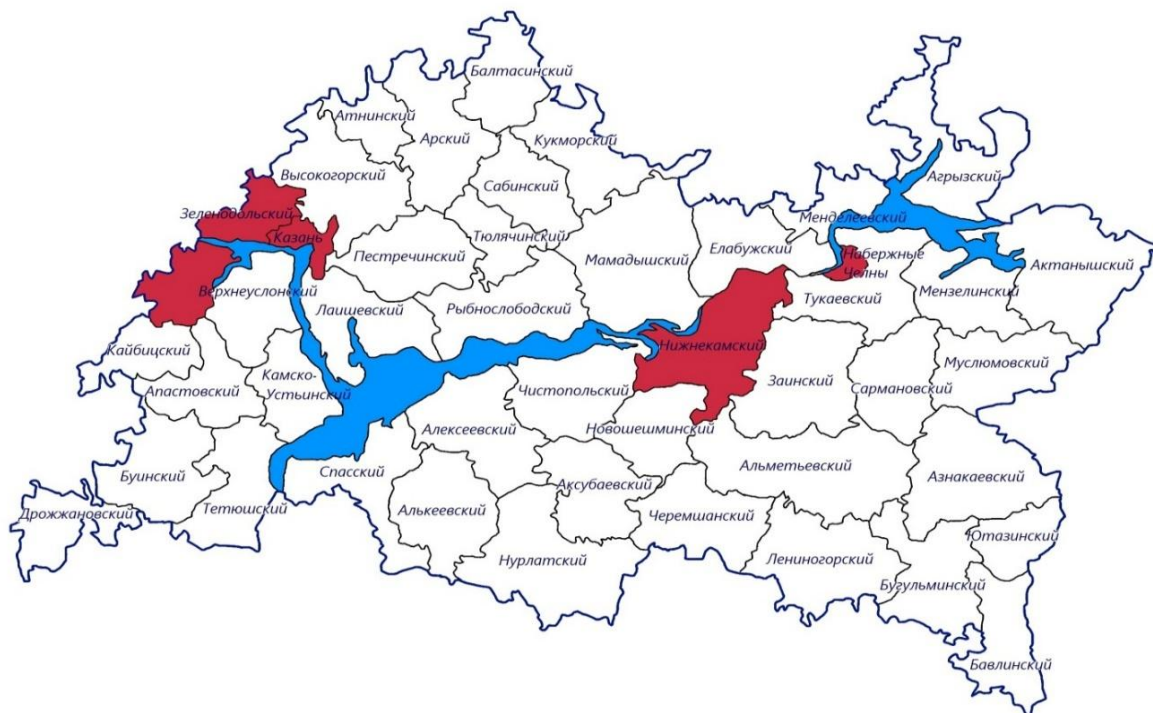 Балтасинский
Атнинский
Арский
Кукморский
Высокогорский
Сабинский
Агрызский
Зеленодольский
Казань
Тюлячинский
Менделеевский
Елабужский
Пестречинский
Мамадышский
Набережные
Челны
Актанышский
Верхнеуслонский
Лаишевский
Рыбнослободский
Тукаевский
Мензелинский
Кайбицский
Нижнекамский
Муслюмовский
Камско-
Устьинский
Апастовский
Чистопольский
Заинский
Сармановский
Алексеевский
Новошешминский
Буинский
Спасский
Альметьевский
Азнакаевский
Аксубаевский
Дрожжановский
Тетюшский
Алькеевский
Черемшанский
Ютазинский
Нурлатский
Лениногорский
Бугульминский
Бавлинский